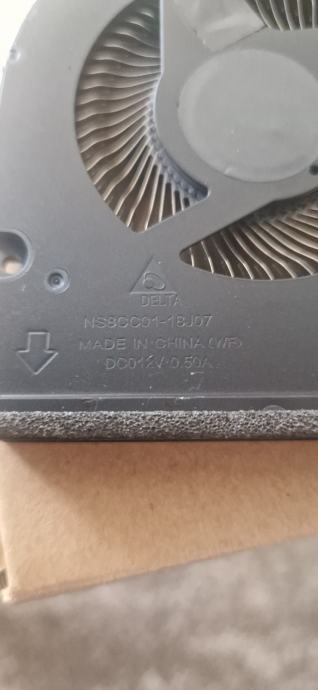 DELTA
NS8CC01-18J07
MADE IN CHINA (WF)
DC012V 0.50A